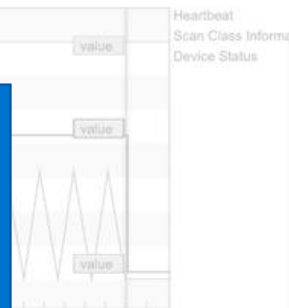 Heartbeat
Scan Class Informa
Device Status
value
value
value